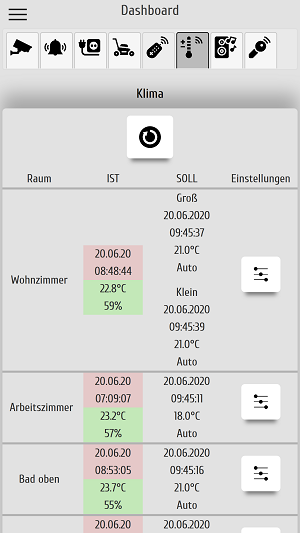 Dashboard
Klima
Raum IST SOLL Einstellungen
Wohnzimmer
20.06.20
08:48:44
22.8°C
59%
Groß
20.06.2020
09:45:37
21.0°C
Auto
Klein
20.06.2020
09:45:39
21.0°C
Auto
Arbeitszimmer
20.06.20
07:09:07
23.2°C
57%
20.06.2020
09:45:11
18.0°C
Auto
Bad oben
20.06.20
08:53:05
23.7°C
55%
20.06.2020
09:45:16
21.0°C
Auto
20.06.20
20.06.2020